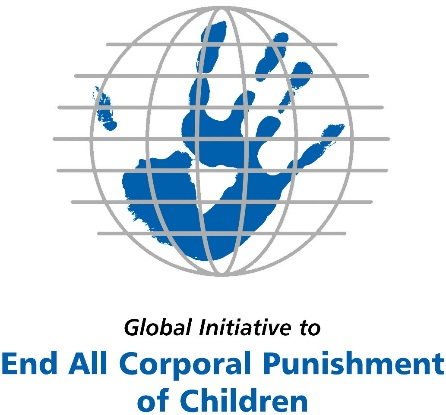 Global Initiative to
End All Corporal Punishment
of Children